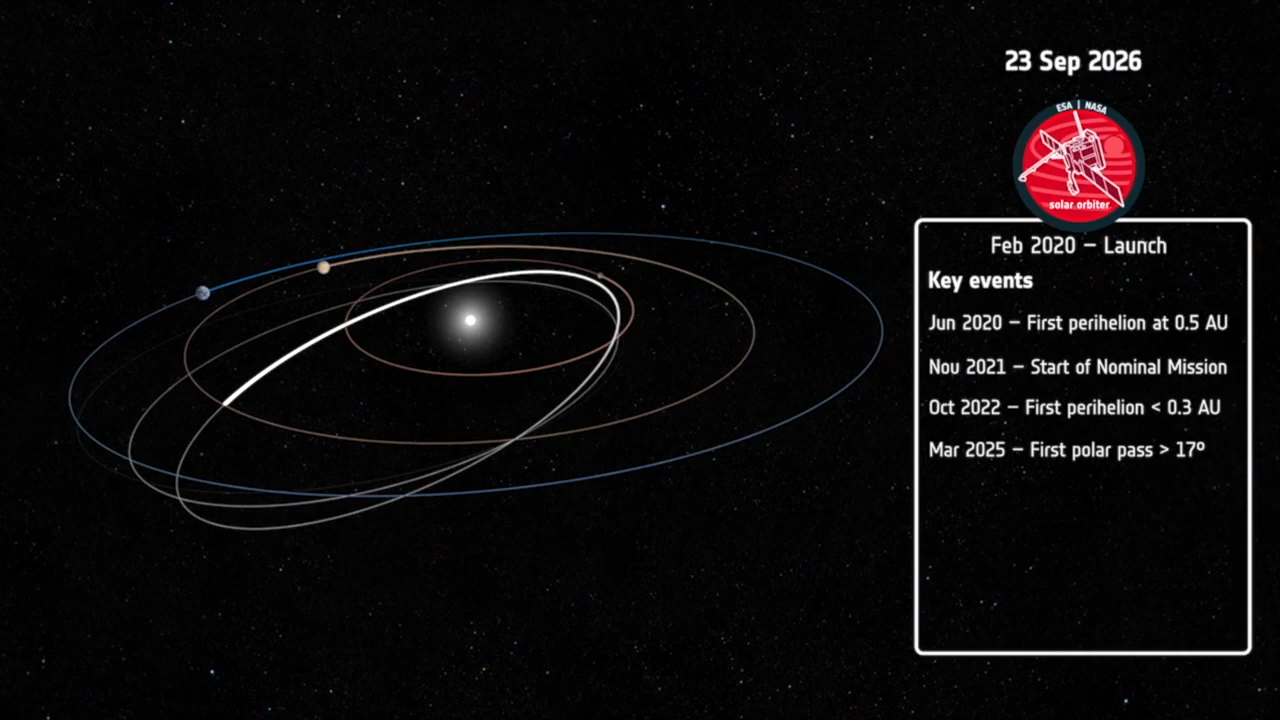 23 Sep 2026
ESA | NASA
solar orbiter
Feb 2020 – Launch
Key events
Jun 2020 – First perihelion at 0.5 AU
Nov 2021 – Start of Nominal Mission
Oct 2022 – First perihelion < 0.3 AU
Mar 2025 – First polar pass > 17º